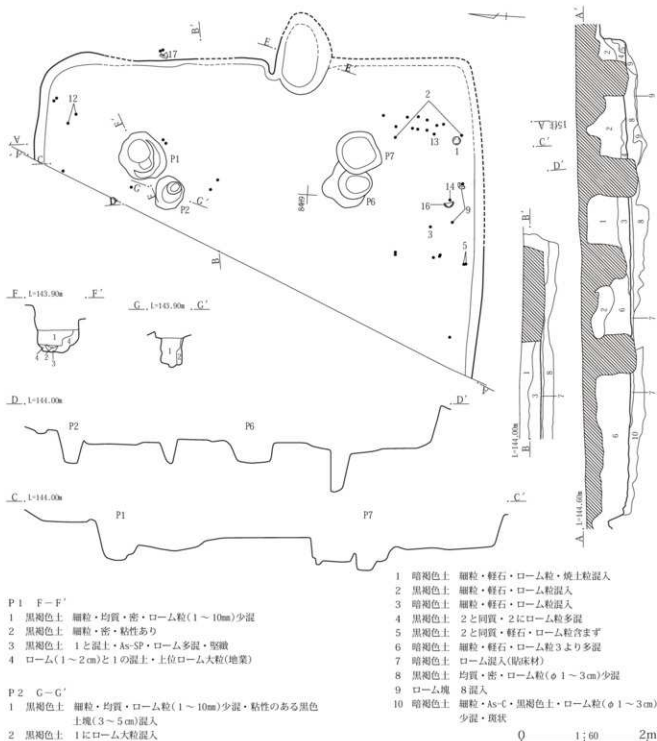 B'
17
E
E'
2
12
A
C
F
P1
F'
P7
13
1
G
P2
G'
D
P6
14
16
9
3
5
B
A'
15住A
C'
D'
B'
F L=143.90m F'
G L=143.90m G'
1
4
2
3
1
D L=144.00m D'
P2 P6
C L=144.00m C'
P1 P7
L=144.00m
B
L=144.60m
A
P1 F-F'
1 黒褐色土 細粒・均質・密・ローム粒(1～10mm)少混
2 黒褐色土 細粒・密・粘性あり
3 黒褐色土 1と混土・As-SP・ローム多混・堅緻
4 ローム(1～2cm)と1の混土・上位ローム大粒(地業)
P2 G-G'
1 黒褐色土 細粒・均質・ローム粒(1～10mm)少混・粘性のある黒色
土塊(3～5cm)混入
2 黒褐色土 1にローム大粒混入
1 暗褐色土 細粒・軽石・ローム粒・焼土粒混入
2 黒褐色土 細粒・軽石・ローム粒混入
3 暗褐色土 細粒・軽石・ローム粒混入
4 黒褐色土 2と同質・2にローム粒多混
5 黒褐色土 2と同質・軽石・ローム粒含まず
6 暗褐色土 細粒・軽石・ローム粒3より多混
7 暗褐色土 ローム混入(貼床材)
8 黒褐色土 均質・密・ローム粒(φ1～3cm)少混
9 ローム塊 8混入
10 暗褐色土 細粒・As-C・黒褐色土・ローム粒(φ1～3cm)
少混・斑状
0 1:60 2m